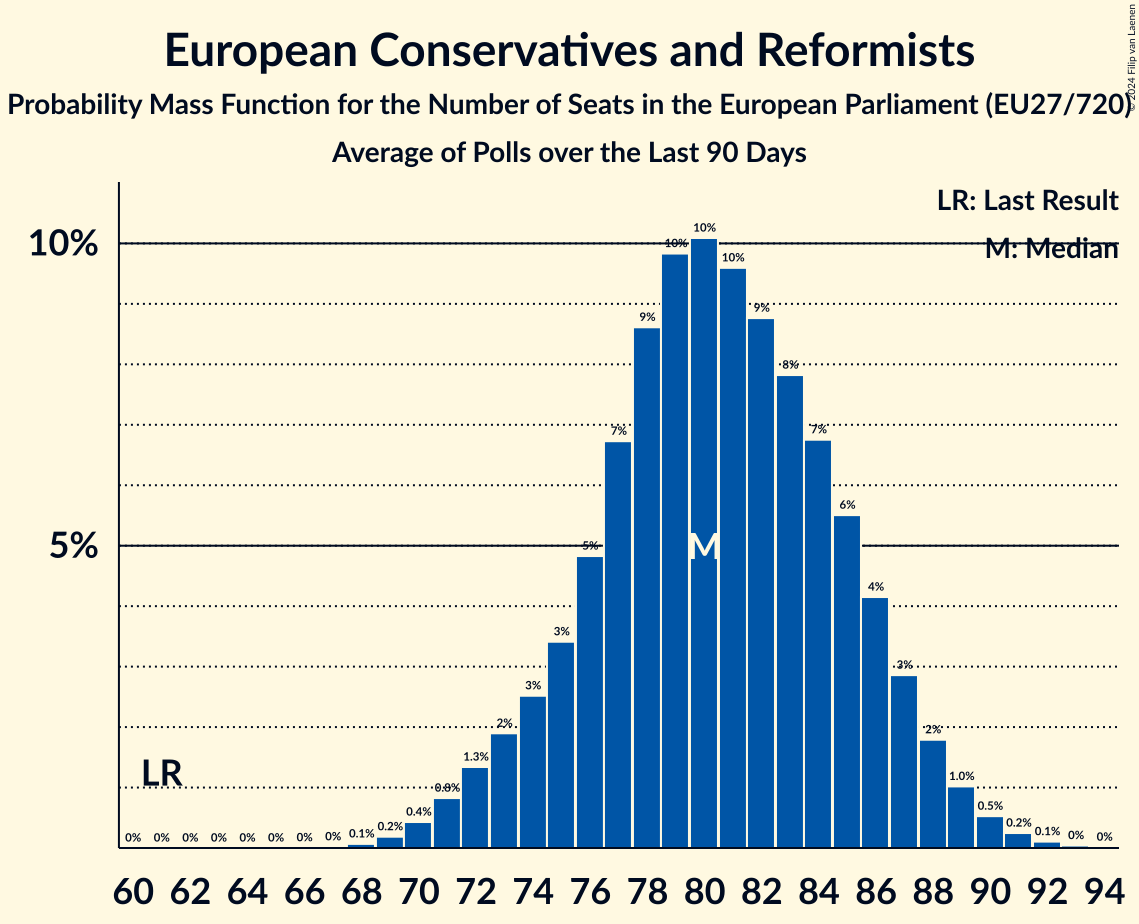 European Conservatives and Reformists
© 2024 Filip van Laenen
Probability Mass Function for the Number of Seats in the European Parliament (EU27/720)
Average of Polls over the Last 90 Days
LR: Last Result
M: Median
10%
5%
LR
M
0% 0% 0% 0% 0% 0% 0% 0% 0.1% 0.2% 0.4% 0.8% 1.3% 2% 3% 3% 5% 7% 9% 10% 10% 10% 9% 8% 7% 6% 4% 3% 2% 1.0% 0.5% 0.2% 0.1% 0% 0%
60 62 64 66 68 70 72 74 76 78 80 82 84 86 88 90 92 94